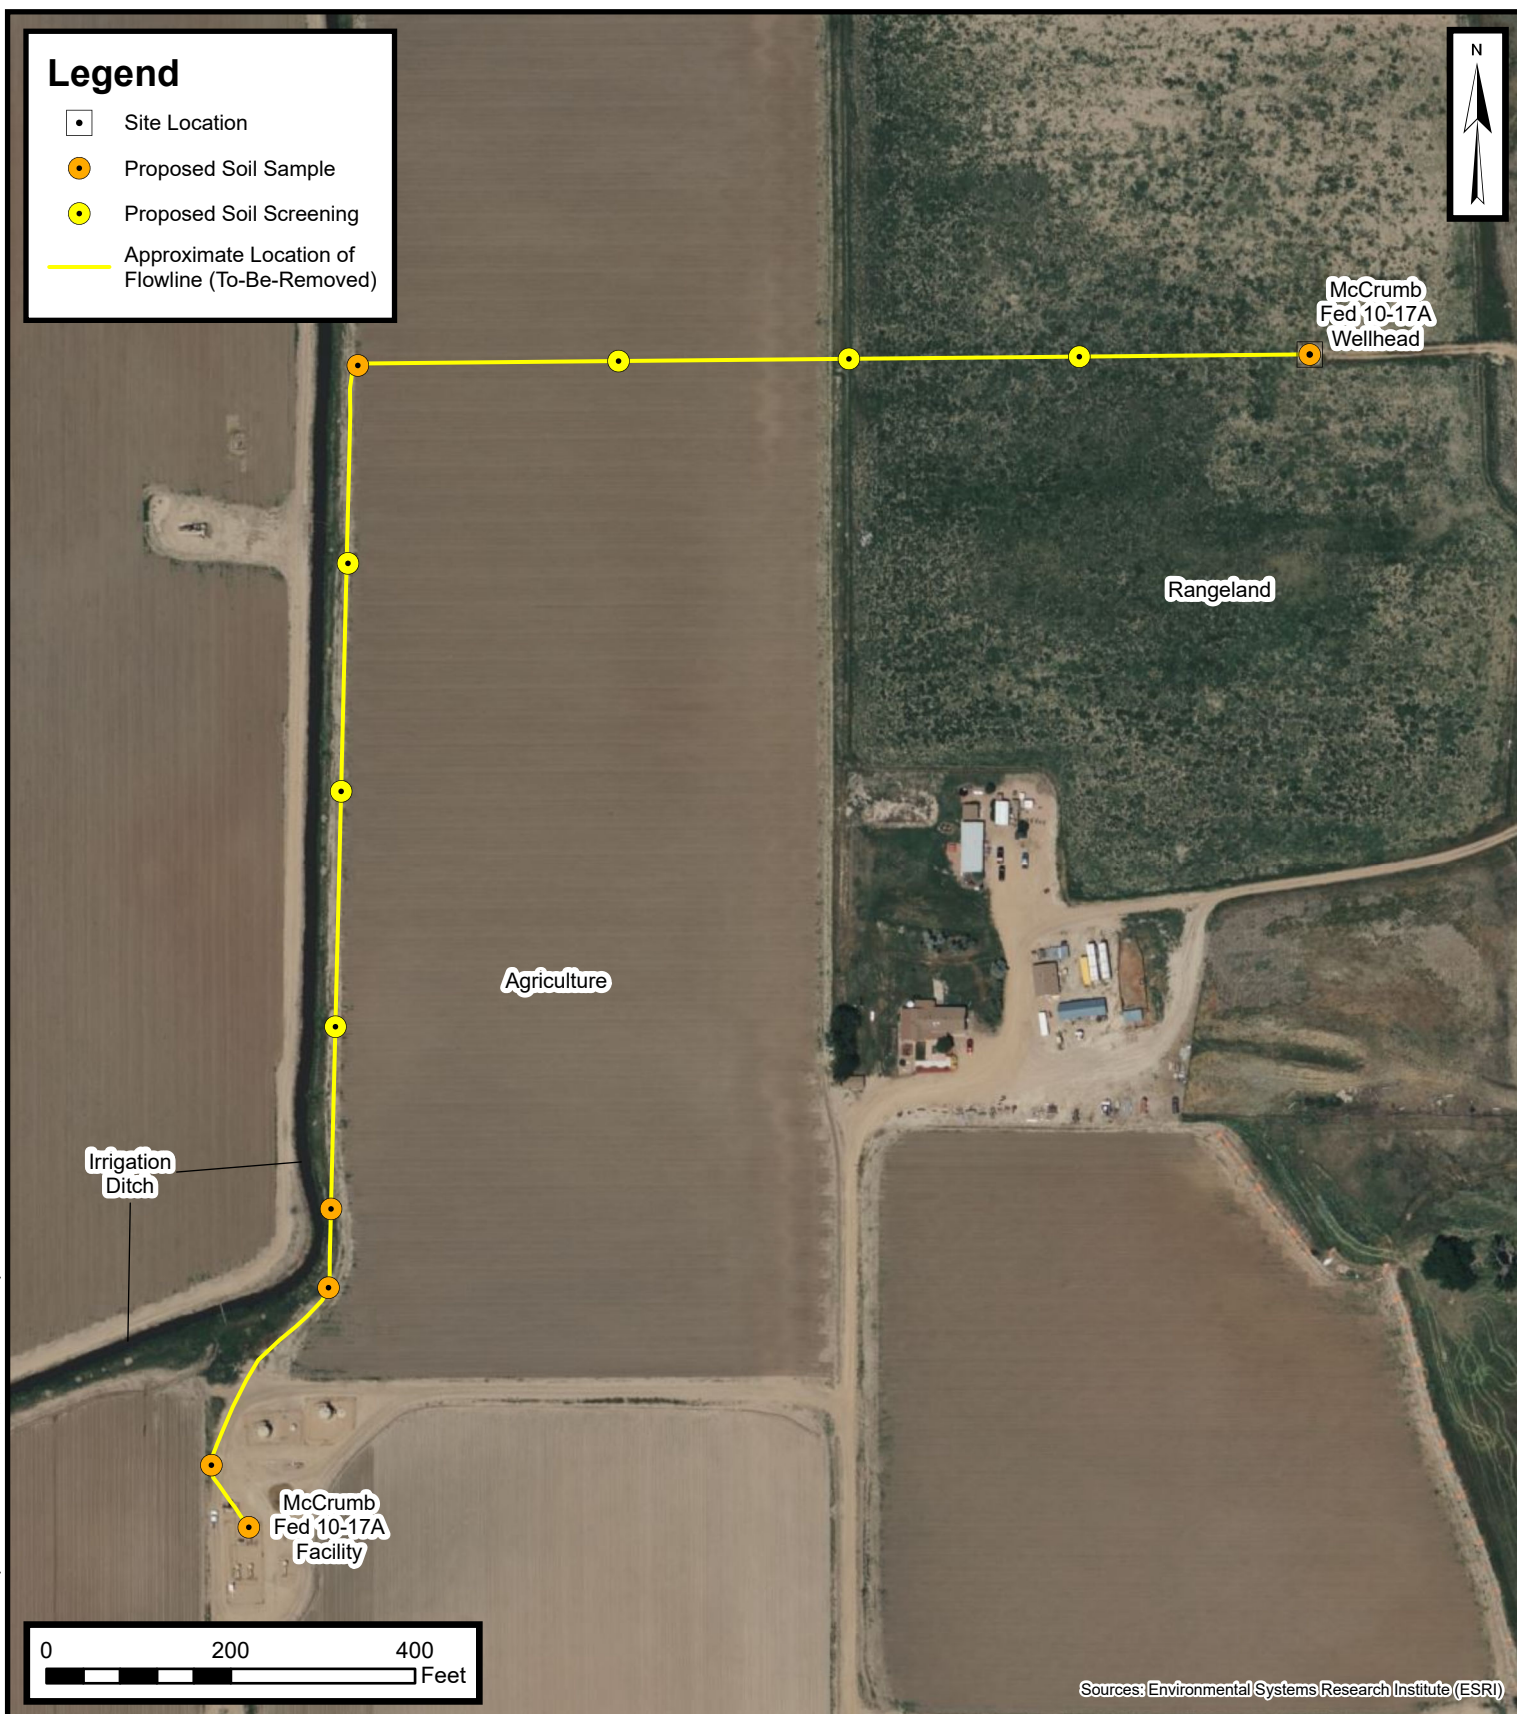 Legend
Site Location
Proposed Soil Sample
Proposed Soil Screening
Approximate Location of
Flowline (To-Be-Removed)
N
McCrumb
Fed 10-17A
Wellhead
Rangeland
Agriculture
Irrigation
Ditch
McCrumb
Fed 10-17A
Facility
0 200 400
Feet
Sources: Environmental Systems Research Institute (ESRI)